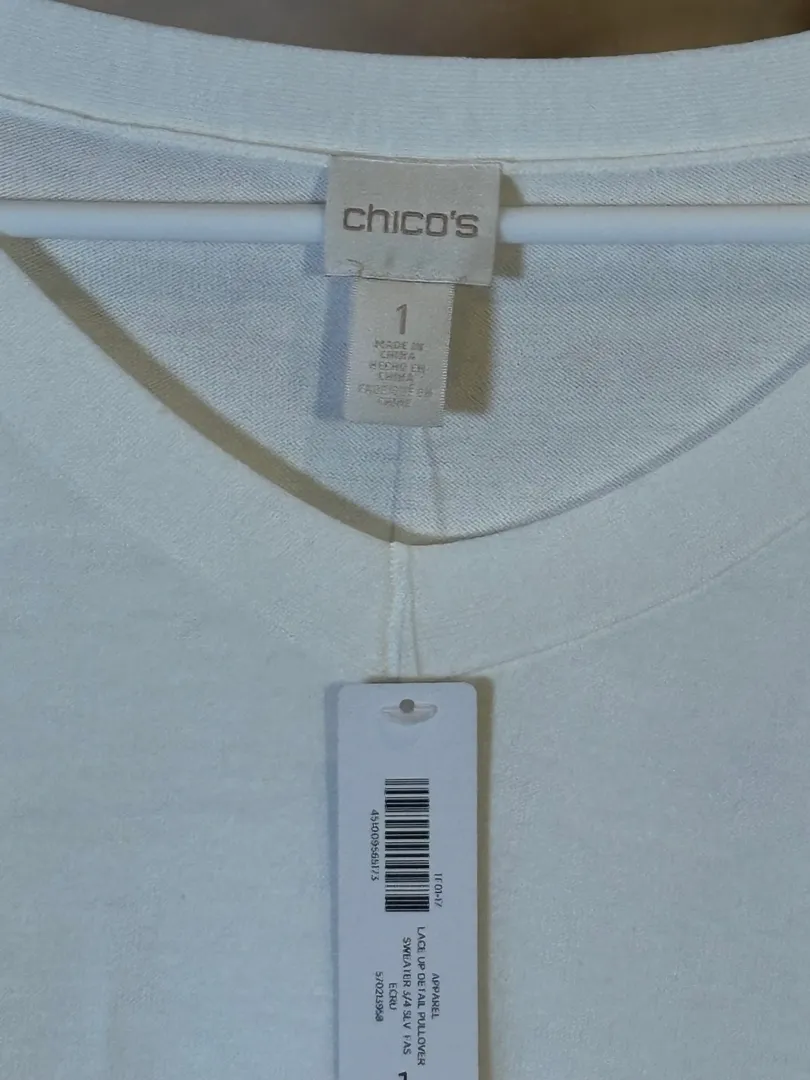 chico's
1
MADE IN
CHINA
HECHO EN
CHINA
FABRIQUÉ EN
CHINE
TF01-17
APPAREL
LACE UP DETAIL PULLOVER
SWEATER 3/4 SLV FAS
ECRU
570213958